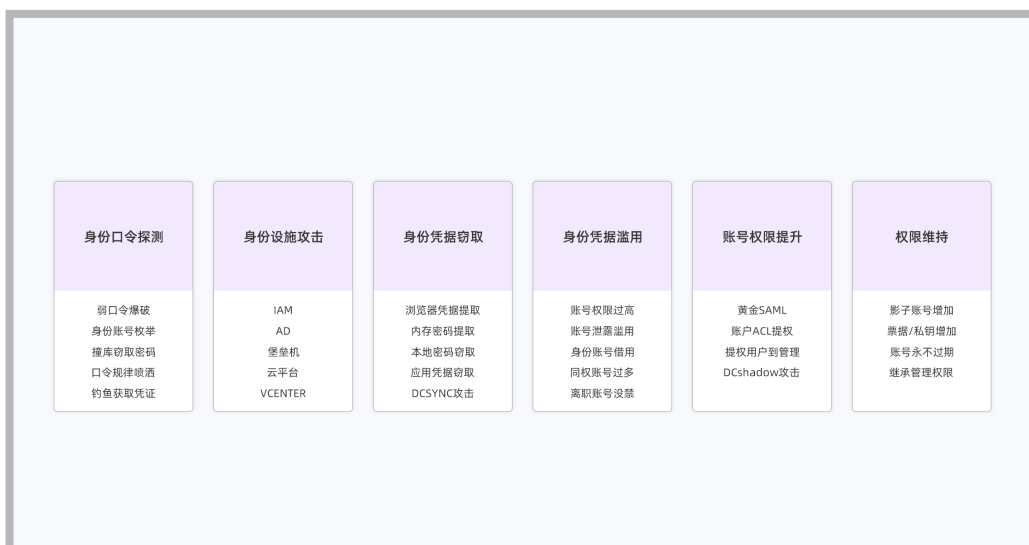 身份口令探测
弱口令爆破
身份账号枚举
撞库窃取密码
口令规律喷洒
钓鱼获取凭证
身份设施攻击
IAM
AD
堡垒机
云平台
VCENTER
身份凭据窃取
浏览器凭据提取
内存密码提取
本地密码窃取
应用凭据窃取
DCSYNC攻击
身份凭据滥用
账号权限过高
账号泄露滥用
身份账号借用
同权账号过多
离职账号没禁
账号权限提升
黄金SAML
账户ACL提权
提权用户到管理
DCshadow攻击
权限维持
影子账号增加
票据/私钥增加
账号永不过期
继承管理权限